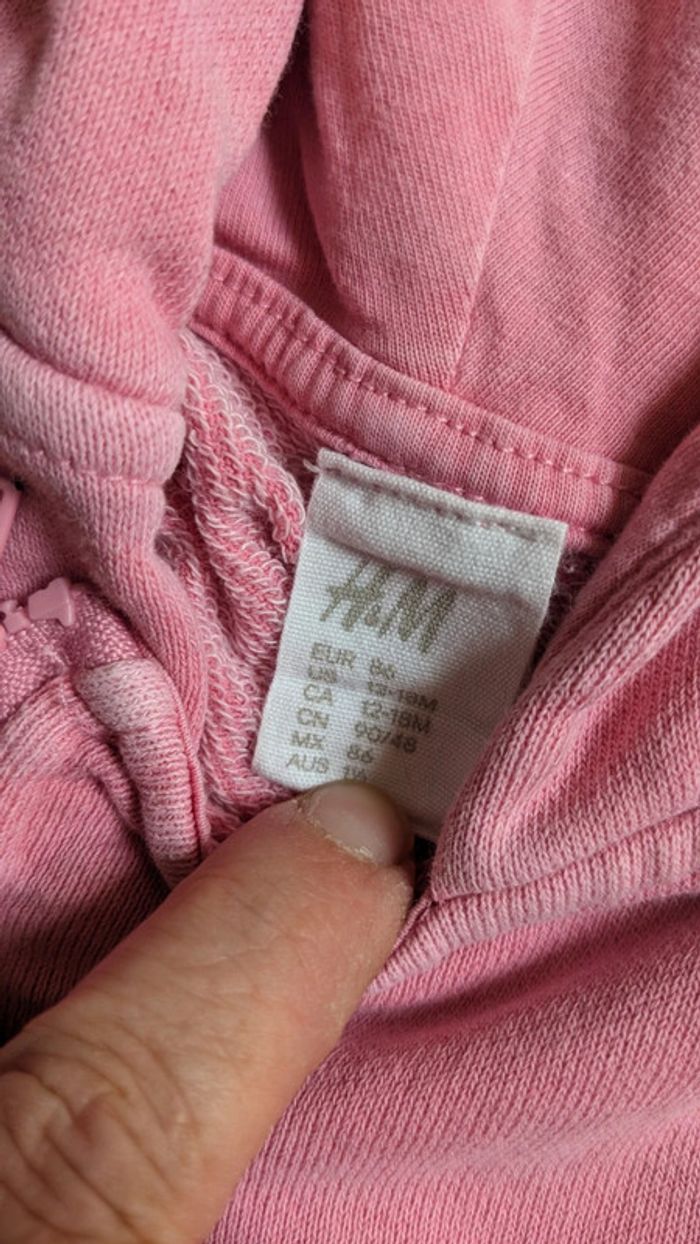 H&M
EUR 86
US 12-18M
CA 12-18M
CN 90/48
MX 86
AUS